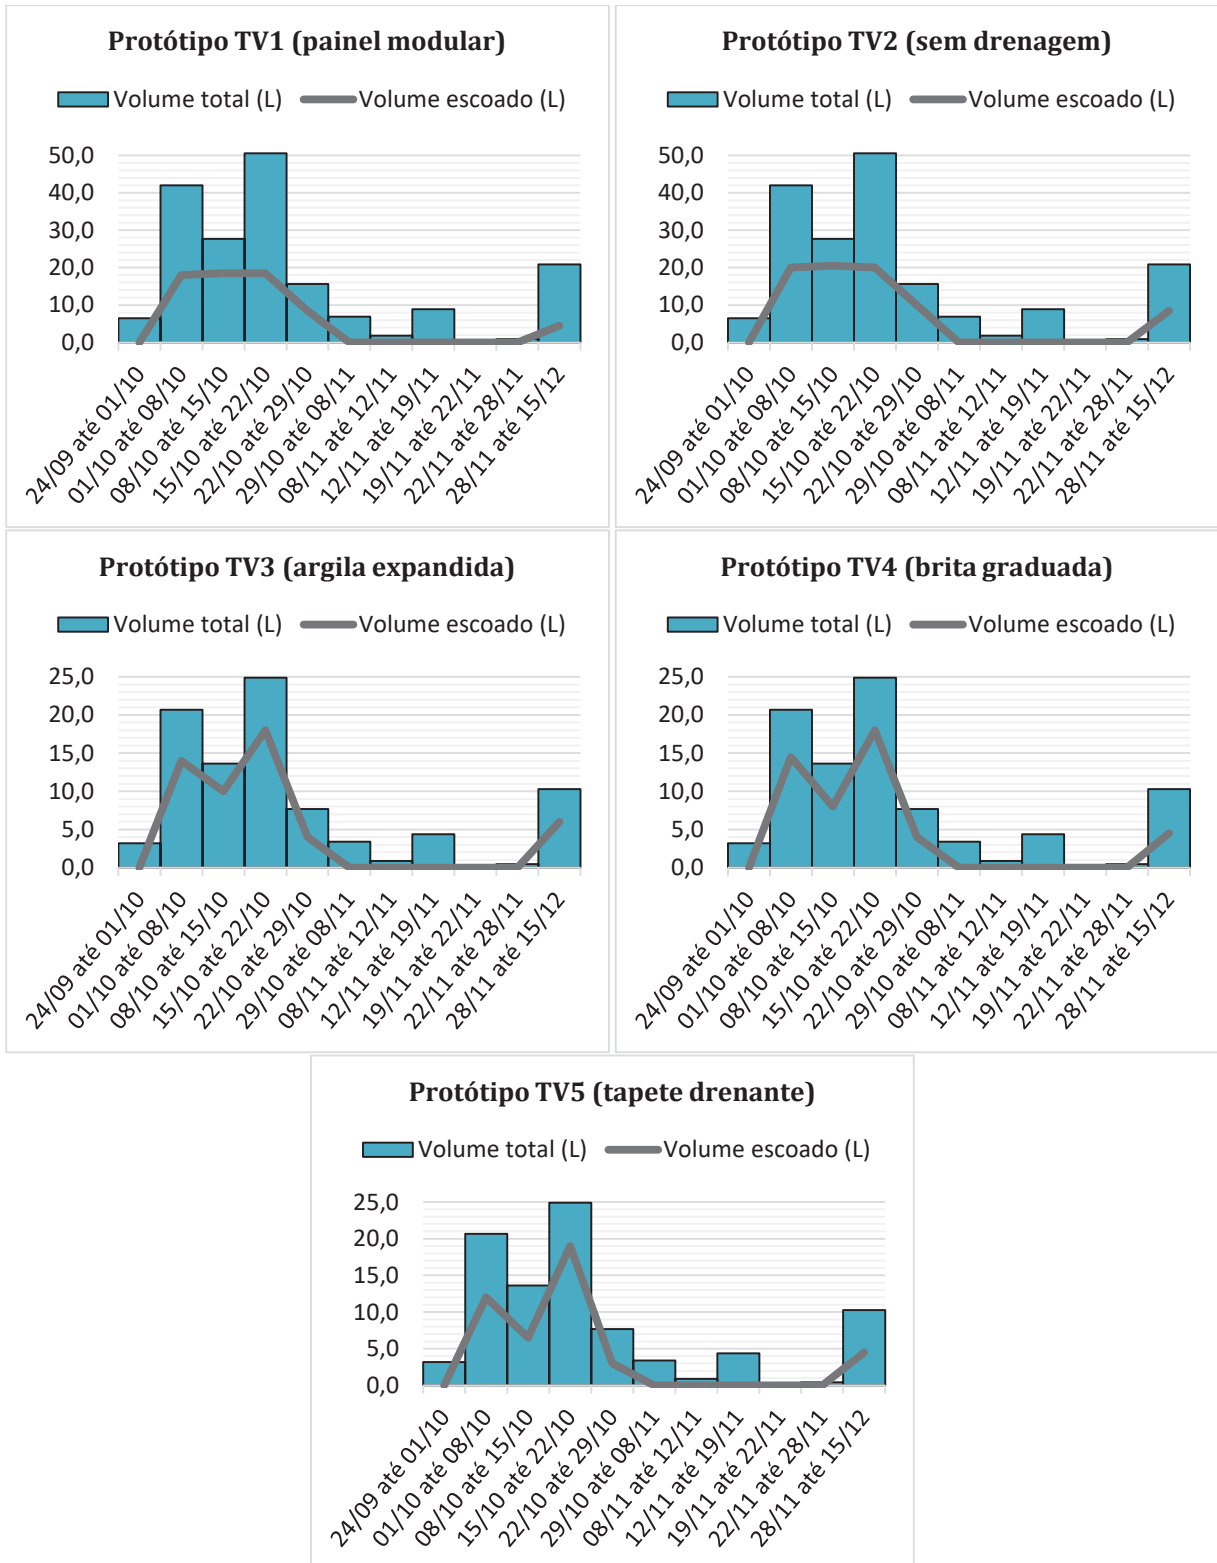 Protótipo TV1 (painel modular)
Volume total (L) Volume escoado (L)
50,0
40,0
30,0
20,0
10,0
0,0
24/09 até 01/10
01/10 até 08/10
08/10 até 15/10
15/10 até 22/10
22/10 até 29/10
29/10 até 08/11
08/11 até 12/11
12/11 até 19/11
19/11 até 22/11
22/11 até 28/11
28/11 até 15/12
Protótipo TV2 (sem drenagem)
Volume total (L) Volume escoado (L)
50,0
40,0
30,0
20,0
10,0
0,0
24/09 até 01/10
01/10 até 08/10
08/10 até 15/10
15/10 até 22/10
22/10 até 29/10
29/10 até 08/11
08/11 até 12/11
12/11 até 19/11
19/11 até 22/11
22/11 até 28/11
28/11 até 15/12
Protótipo TV3 (argila expandida)
Volume total (L) Volume escoado (L)
25,0
20,0
15,0
10,0
5,0
0,0
24/09 até 01/10
01/10 até 08/10
08/10 até 15/10
15/10 até 22/10
22/10 até 29/10
29/10 até 08/11
08/11 até 12/11
12/11 até 19/11
19/11 até 22/11
22/11 até 28/11
28/11 até 15/12
Protótipo TV4 (brita graduada)
Volume total (L) Volume escoado (L)
25,0
20,0
15,0
10,0
5,0
0,0
24/09 até 01/10
01/10 até 08/10
08/10 até 15/10
15/10 até 22/10
22/10 até 29/10
29/10 até 08/11
08/11 até 12/11
12/11 até 19/11
19/11 até 22/11
22/11 até 28/11
28/11 até 15/12
Protótipo TV5 (tapete drenante)
Volume total (L) Volume escoado (L)
25,0
20,0
15,0
10,0
5,0
0,0
24/09 até 01/10
01/10 até 08/10
08/10 até 15/10
15/10 até 22/10
22/10 até 29/10
29/10 até 08/11
08/11 até 12/11
12/11 até 19/11
19/11 até 22/11
22/11 até 28/11
28/11 até 15/12